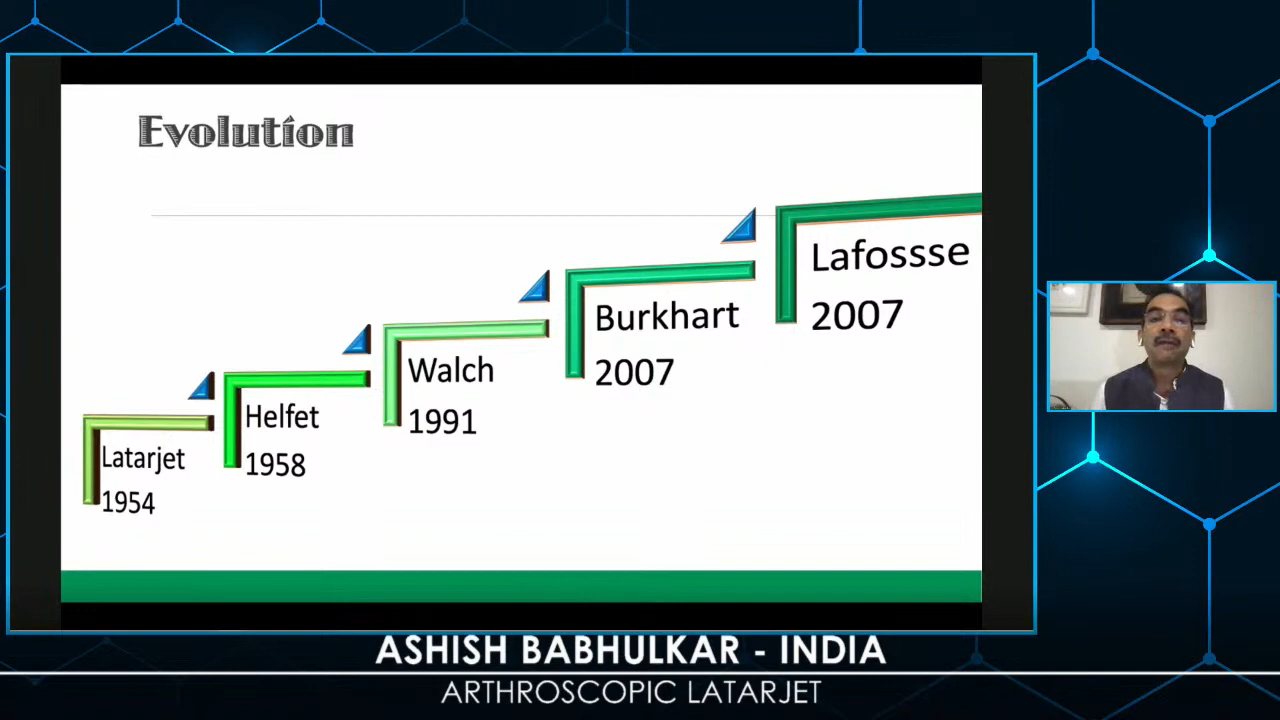 Evolution
Latarjet
1954
Helfet
1958
Walch
1991
Burkhart
2007
Lafossse
2007
ASHISH BABHULKAR - INDIA
ARTHROSCOPIC LATARJET